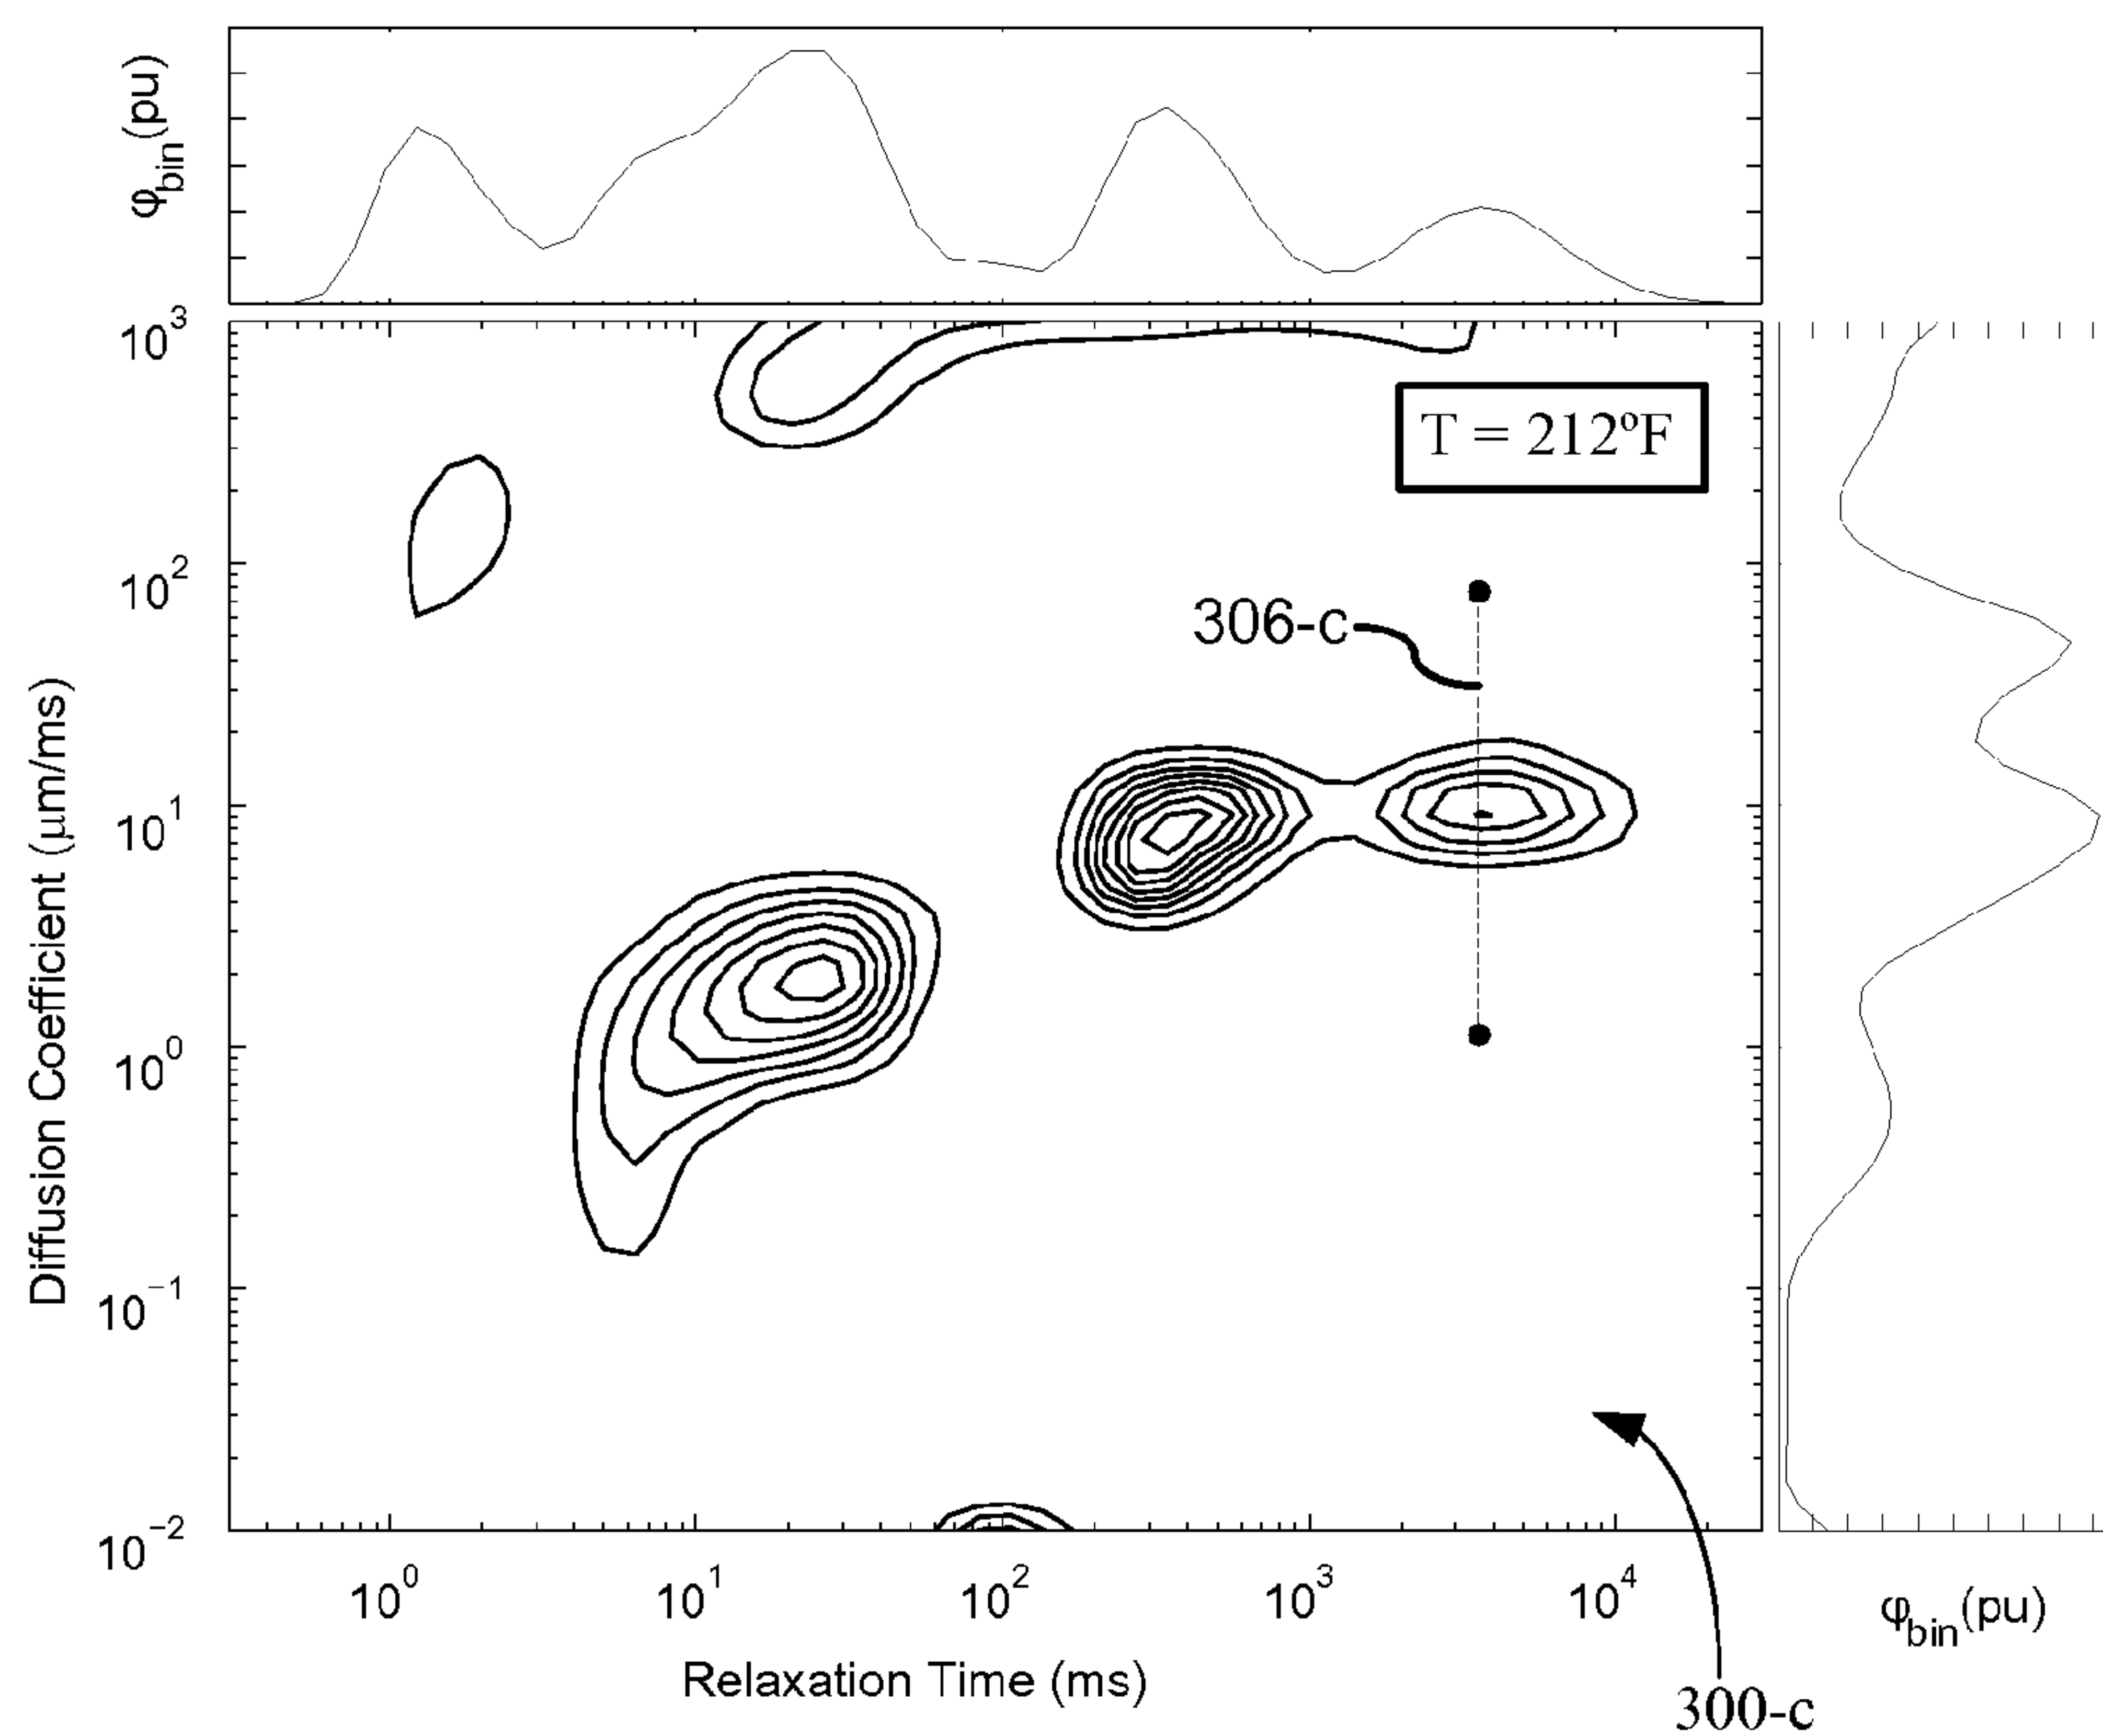 φbin(pu)
10³
T = 212ºF
10²
306-c
10¹
10⁰
10⁻¹
10⁻²
Diffusion Coefficient (μm/ms)
10⁰ 10¹ 10² 10³ 10⁴
φbin(pu)
Relaxation Time (ms)
300-c